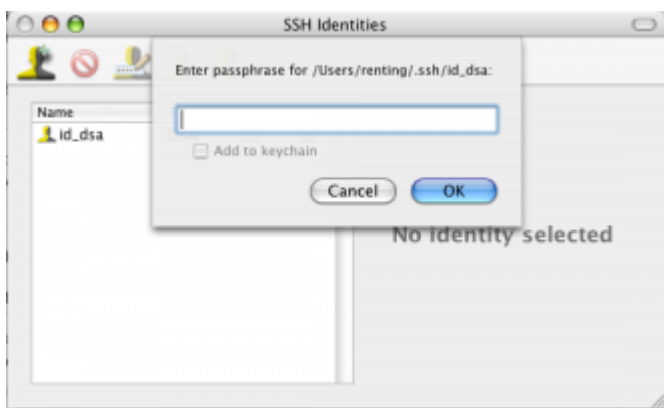 SSH Identities
Enter passphrase for /Users/renting/.ssh/id_dsa:
Add to keychain
Cancel
OK
Name
id_dsa
No identity selected